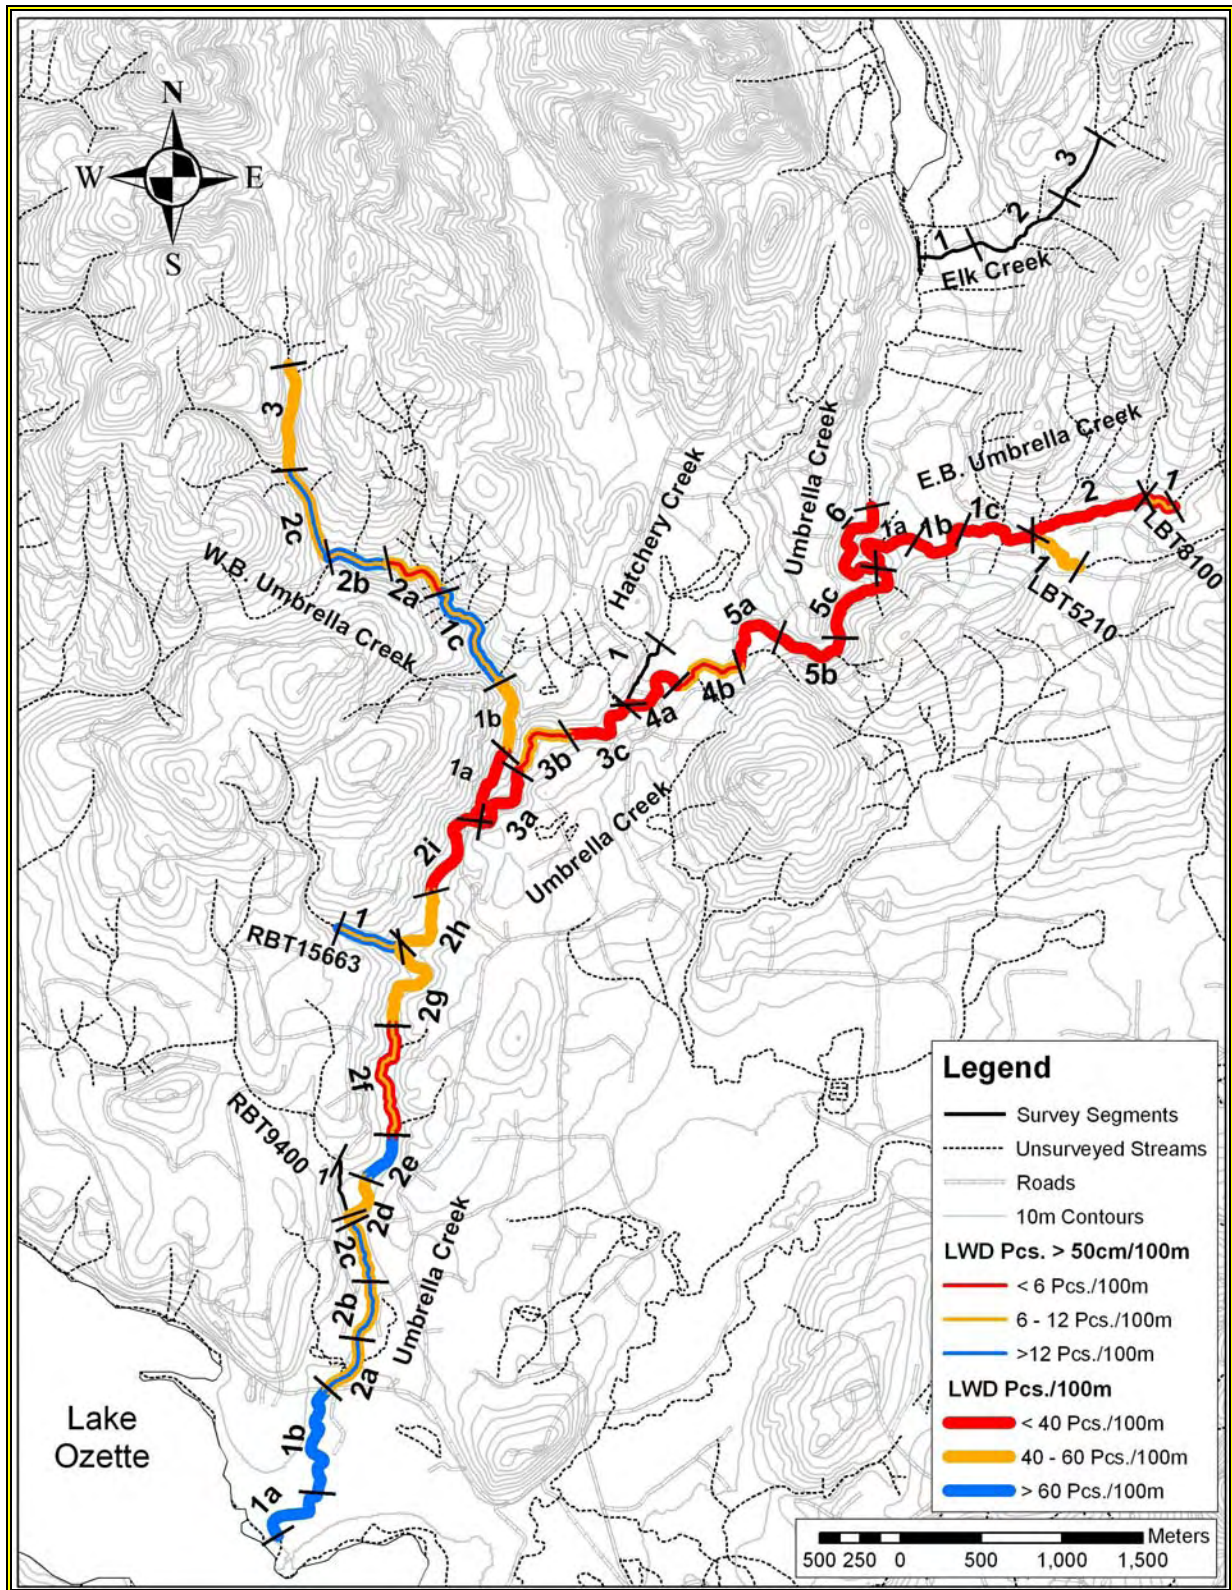 N
W
E
S
3
2
1
Elk Creek
3
2c
2b
2a
1c
W.B. Umbrella Creek
1b
1a
Hatchery Creek
1
Umbrella Creek
6
1a
1b
1c
E.B. Umbrella Creek
2
1
LBT8100
1
LBT5210
5c
5a
5b
4b
4a
3c
3b
3a
Umbrella Creek
2i
2h
1
RBT15663
2g
2f
RBT9400
1
2e
2d
2c
2b
2a
Umbrella Creek
1b
1a
Lake
Ozette
Legend
Survey Segments
Unsurveyed Streams
Roads
10m Contours
LWD Pcs. > 50cm/100m
< 6 Pcs./100m
6 - 12 Pcs./100m
>12 Pcs./100m
LWD Pcs./100m
< 40 Pcs./100m
40 - 60 Pcs./100m
> 60 Pcs./100m
Meters
500 250 0 500 1,000 1,500